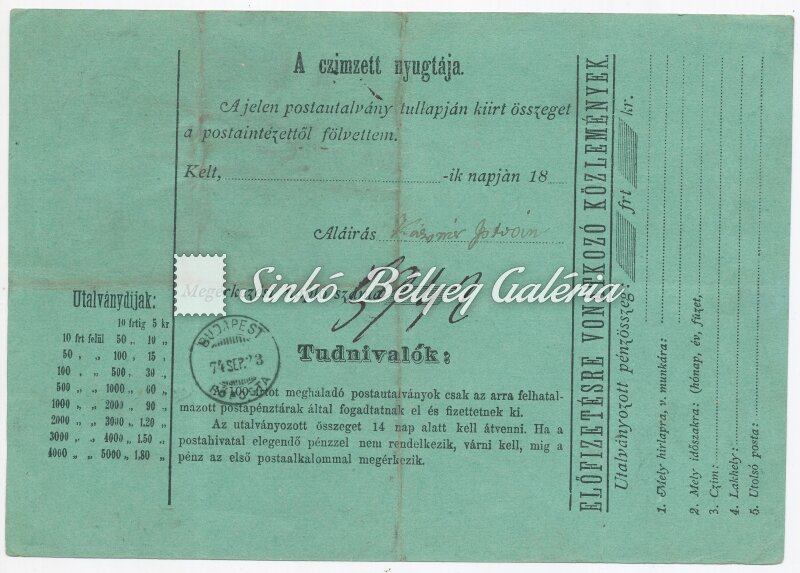 A czimzett nyugtája.
A jelen postautalvány tullapján kiirt összeget
a postaintézettől fölvettem.
Kelt, -ik napján 18
Aláirás István
Sinkó Bélyeg Galéria
Utalványdijak:
10 frtig 5 kr
10 frt felül 50 „ 10 „
50 „ „ 100 „ 15 „
100 „ „ 500 „ 30 „
500 „ „ 1000 „ 60 „
1000 „ „ 2000 „ 90 „
2000 „ „ 3000 „ 1.20 „
3000 „ „ 4000 „ 1.50 „
4000 „ „ 5000 „ 1.80 „
BUDAPEST
74 SEP. 23
FŐPOSTA
Tudnivalók:
A 100 frtot meghaladó postautalványok csak az arra felhatal-
mazott postapénztárak által fogadtatnak el és fizettetnek ki.
Az utalványozott összeget 14 nap alatt kell átvenni. Ha a
postahivatal elegendő pénzzel nem rendelkezik, várni kell, mig a
pénz az első postaalkalommal megérkezik.
ELŐFIZETÉSRE VONATKOZÓ KÖZLEMÉNYEK
Utalványozott pénzösszeg: frt kr.
1. Mely hirlapra, v. munkára:
2. Mely időszakra: (hónap, év, füzet,
3. Czim:
4. Lakhely:
5. Utolsó posta: